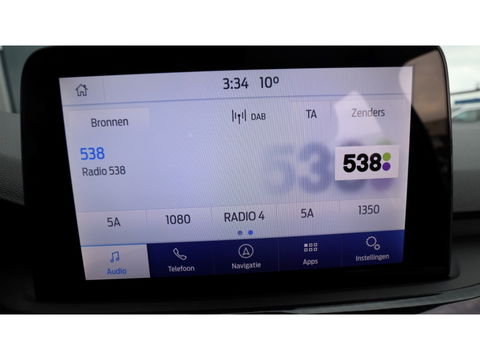 3:34 10°
Bronnen
DAB TA Zenders
538
Radio 538
538
5A 1080 RADIO 4 5A 1350
Audio Telefoon Navigatie Apps Instellingen